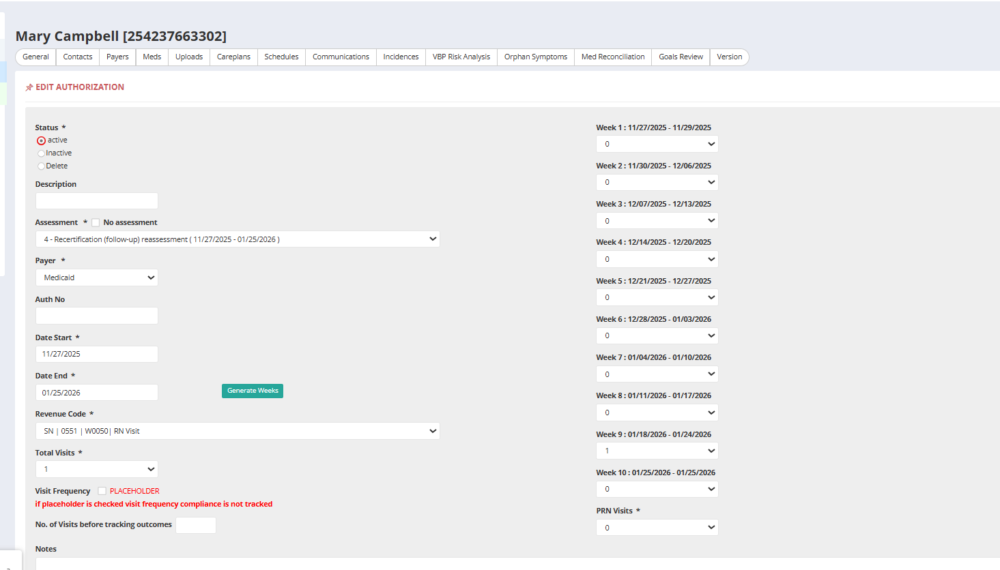 Mary Campbell [254237663302]
General Contacts Payers Meds Uploads Careplans Schedules Communications Incidences VBP Risk Analysis Orphan Symptoms Med Reconciliation Goals Review Version
EDIT AUTHORIZATION
Status *
active
Inactive
Delete
Description
Assessment * No assessment
4 - Recertification (follow-up) reassessment ( 11/27/2025 - 01/25/2026 )
Payer *
Medicaid
Auth No
Date Start *
11/27/2025
Date End *
01/25/2026
Generate Weeks
Revenue Code *
SN | 0551 | W0050| RN Visit
Total Visits *
1
Visit Frequency PLACEHOLDER
if placeholder is checked visit frequency compliance is not tracked
No. of Visits before tracking outcomes
Notes
Week 1 : 11/27/2025 - 11/29/2025
0
Week 2 : 11/30/2025 - 12/06/2025
0
Week 3 : 12/07/2025 - 12/13/2025
0
Week 4 : 12/14/2025 - 12/20/2025
0
Week 5 : 12/21/2025 - 12/27/2025
0
Week 6 : 12/28/2025 - 01/03/2026
0
Week 7 : 01/04/2026 - 01/10/2026
0
Week 8 : 01/11/2026 - 01/17/2026
0
Week 9 : 01/18/2026 - 01/24/2026
1
Week 10 : 01/25/2026 - 01/25/2026
0
PRN Visits *
0